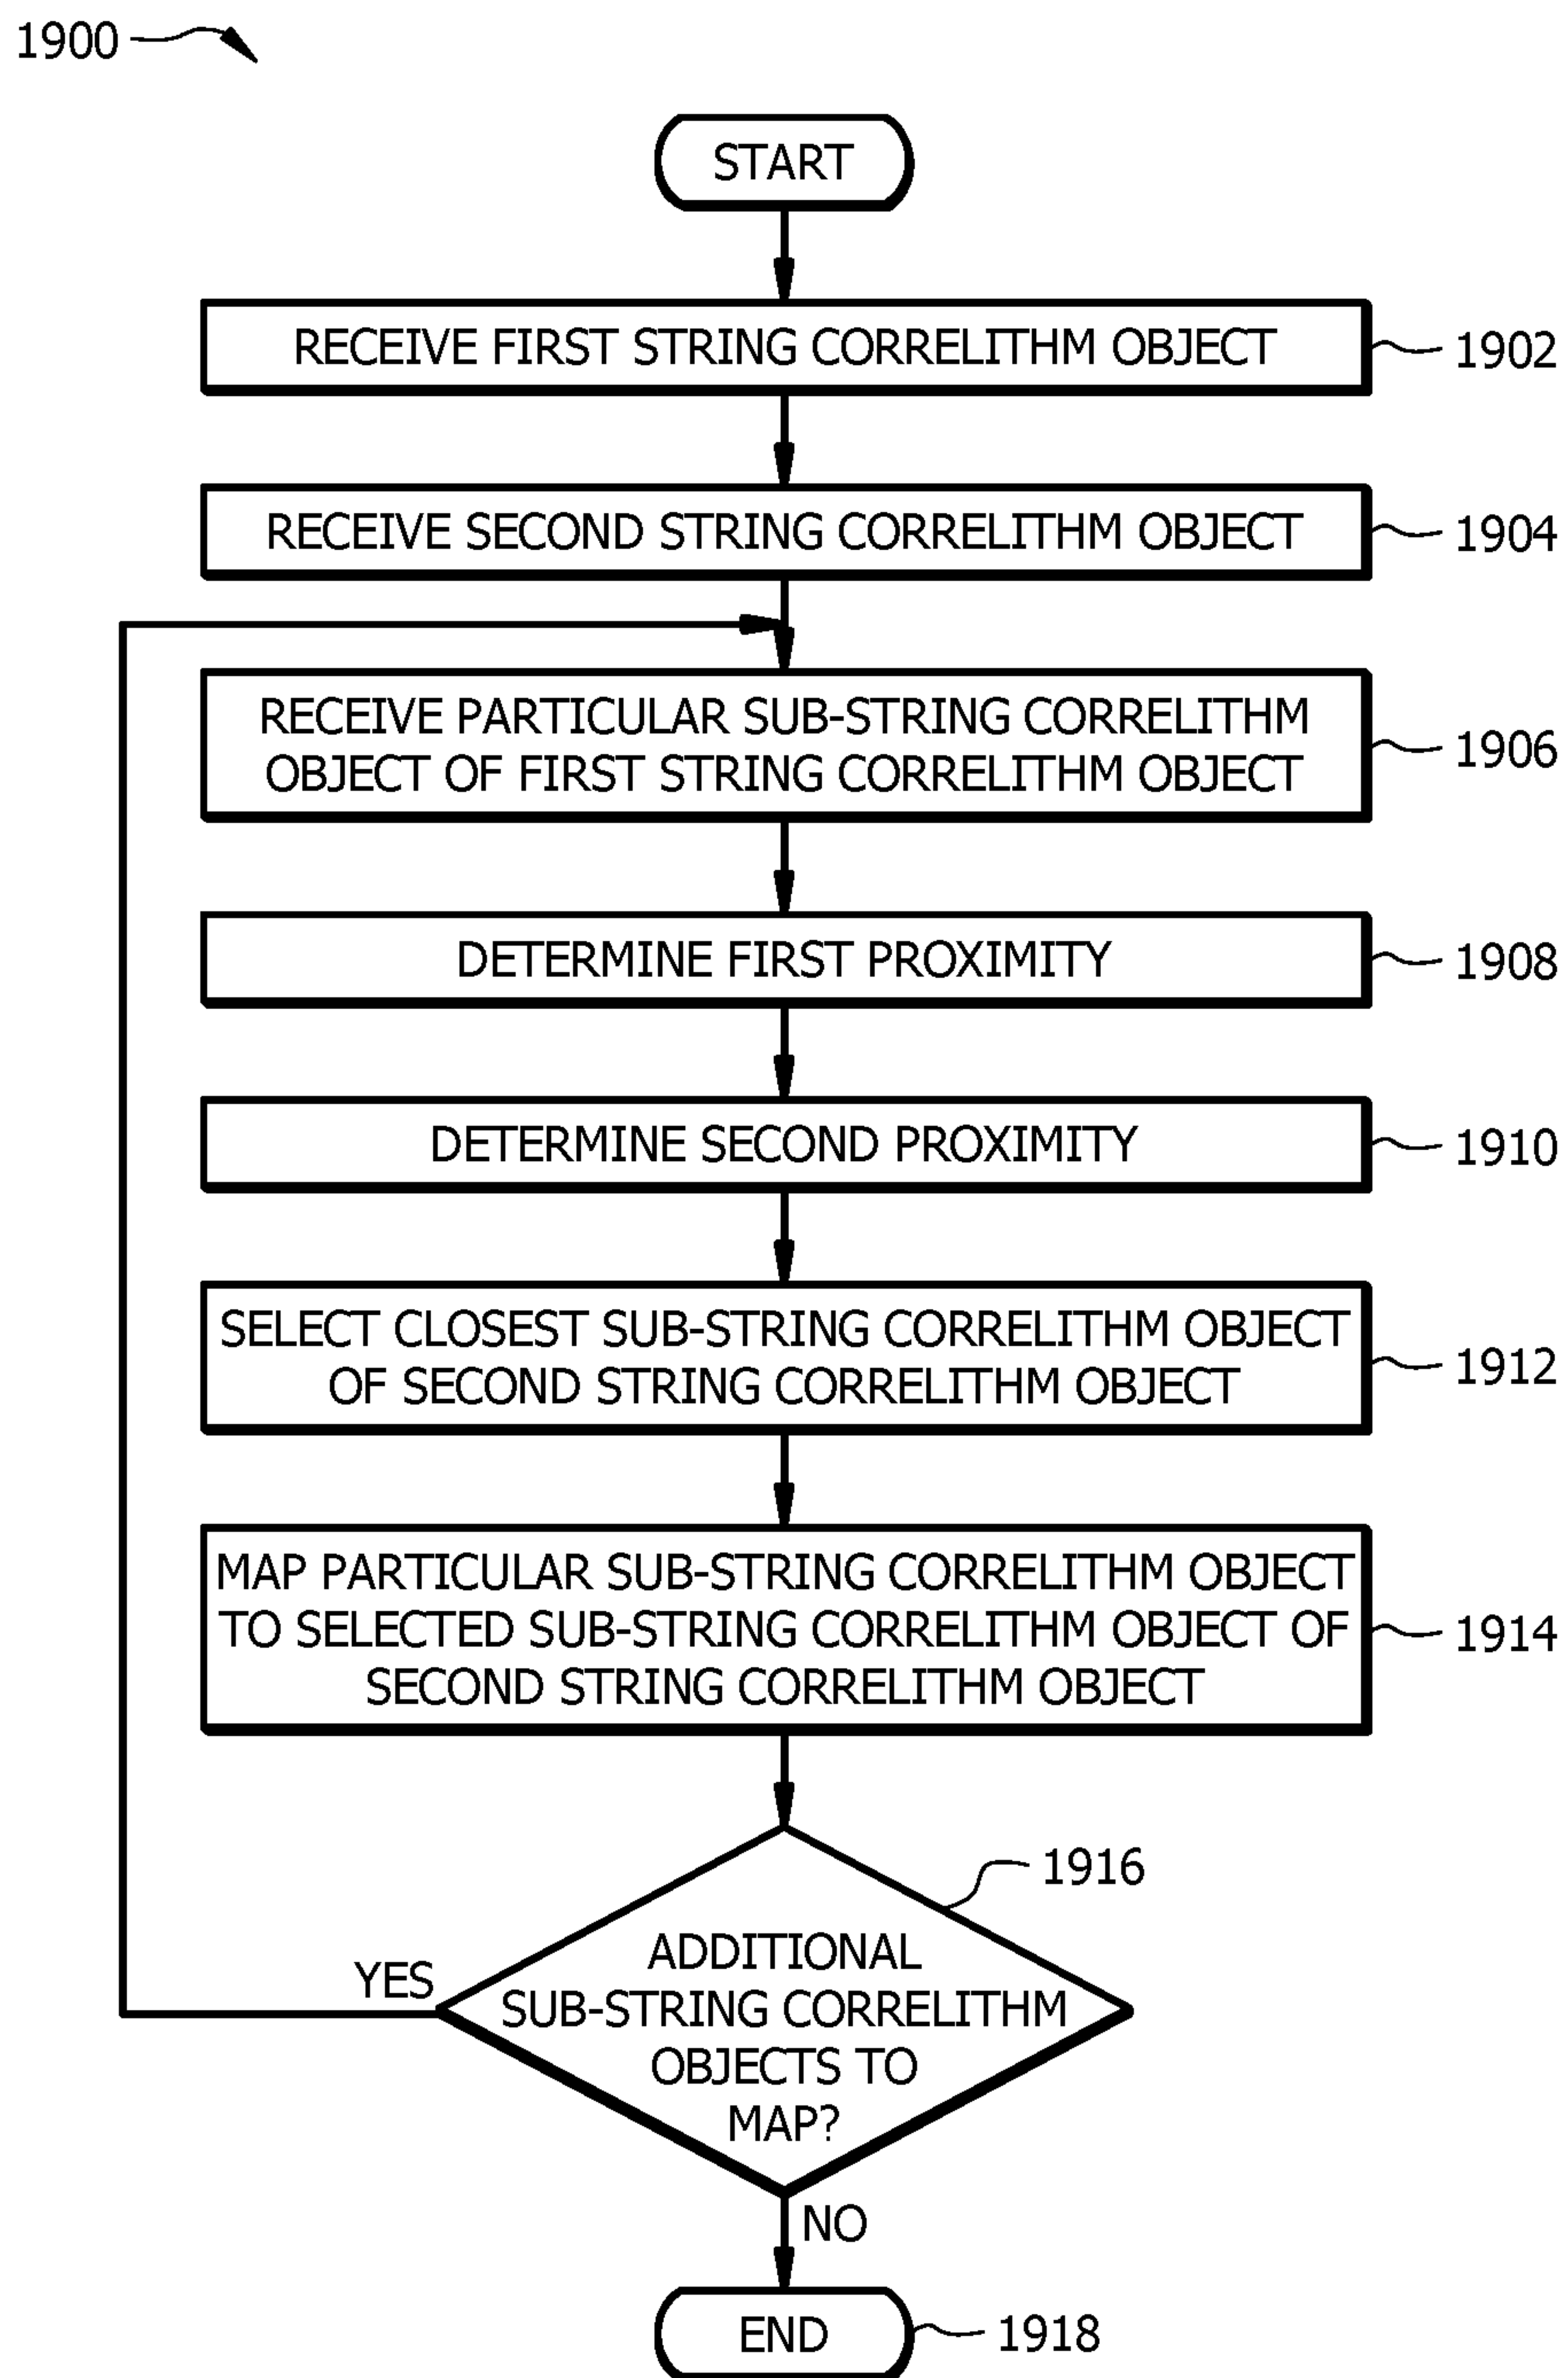 1900
START
RECEIVE FIRST STRING CORRELITHM OBJECT
1902
RECEIVE SECOND STRING CORRELITHM OBJECT
1904
RECEIVE PARTICULAR SUB-STRING CORRELITHM
OBJECT OF FIRST STRING CORRELITHM OBJECT
1906
DETERMINE FIRST PROXIMITY
1908
DETERMINE SECOND PROXIMITY
1910
SELECT CLOSEST SUB-STRING CORRELITHM OBJECT
OF SECOND STRING CORRELITHM OBJECT
1912
MAP PARTICULAR SUB-STRING CORRELITHM OBJECT
TO SELECTED SUB-STRING CORRELITHM OBJECT OF
SECOND STRING CORRELITHM OBJECT
1914
1916
ADDITIONAL
SUB-STRING CORRELITHM
OBJECTS TO
MAP?
YES
NO
END
1918